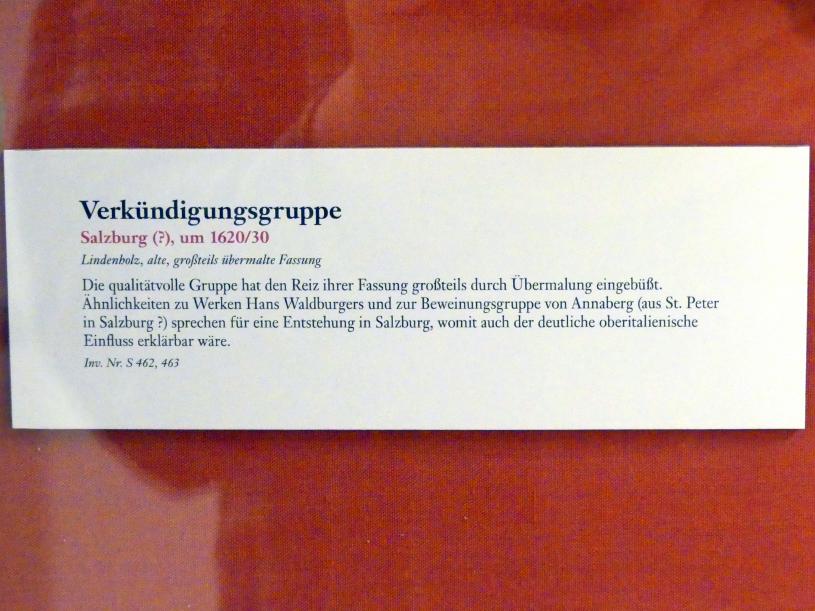 Verkündigungsgruppe
Salzburg (?), um 1620/30
Lindenholz, alte, großteils übermalte Fassung
Die qualitätvolle Gruppe hat den Reiz ihrer Fassung großteils durch Übermalung eingebüßt.
Ähnlichkeiten zu Werken Hans Waldburgers und zur Beweinungsgruppe von Annaberg (aus St. Peter
in Salzburg ?) sprechen für eine Entstehung in Salzburg, womit auch der deutliche oberitalienische
Einfluss erklärbar wäre.
Inv. Nr. S 462, 463